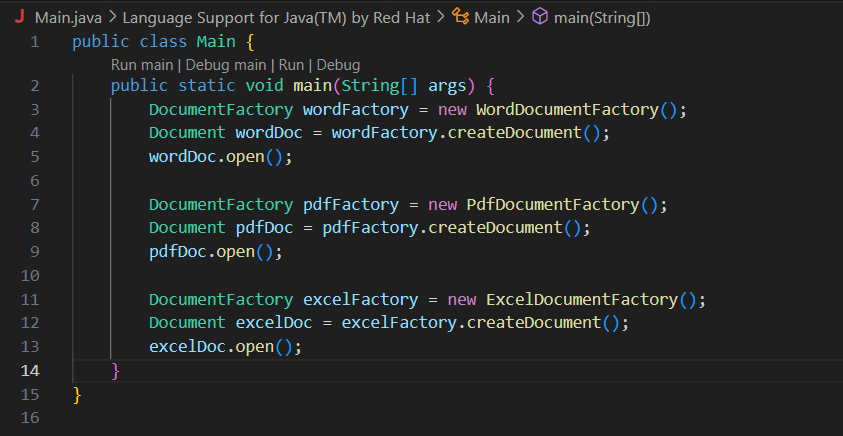 J Main.java > Language Support for Java(TM) by Red Hat > Main > main(String[])
1 public class Main {
Run main | Debug main | Run | Debug
2 public static void main(String[] args) {
3 DocumentFactory wordFactory = new WordDocumentFactory();
4 Document wordDoc = wordFactory.createDocument();
5 wordDoc.open();
6
7 DocumentFactory pdfFactory = new PdfDocumentFactory();
8 Document pdfDoc = pdfFactory.createDocument();
9 pdfDoc.open();
10
11 DocumentFactory excelFactory = new ExcelDocumentFactory();
12 Document excelDoc = excelFactory.createDocument();
13 excelDoc.open();
14 }
15 }
16